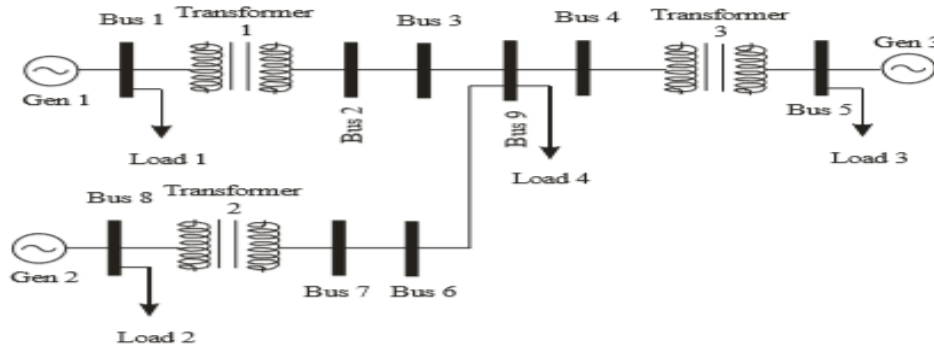 Bus 1
Transformer
1
Bus 3
Bus 4
Transformer
3
Gen 3
Gen 1
Bus 2
Bus 9
Bus 5
Load 1
Load 4
Load 3
Bus 8
Transformer
2
Gen 2
Bus 7
Bus 6
Load 2